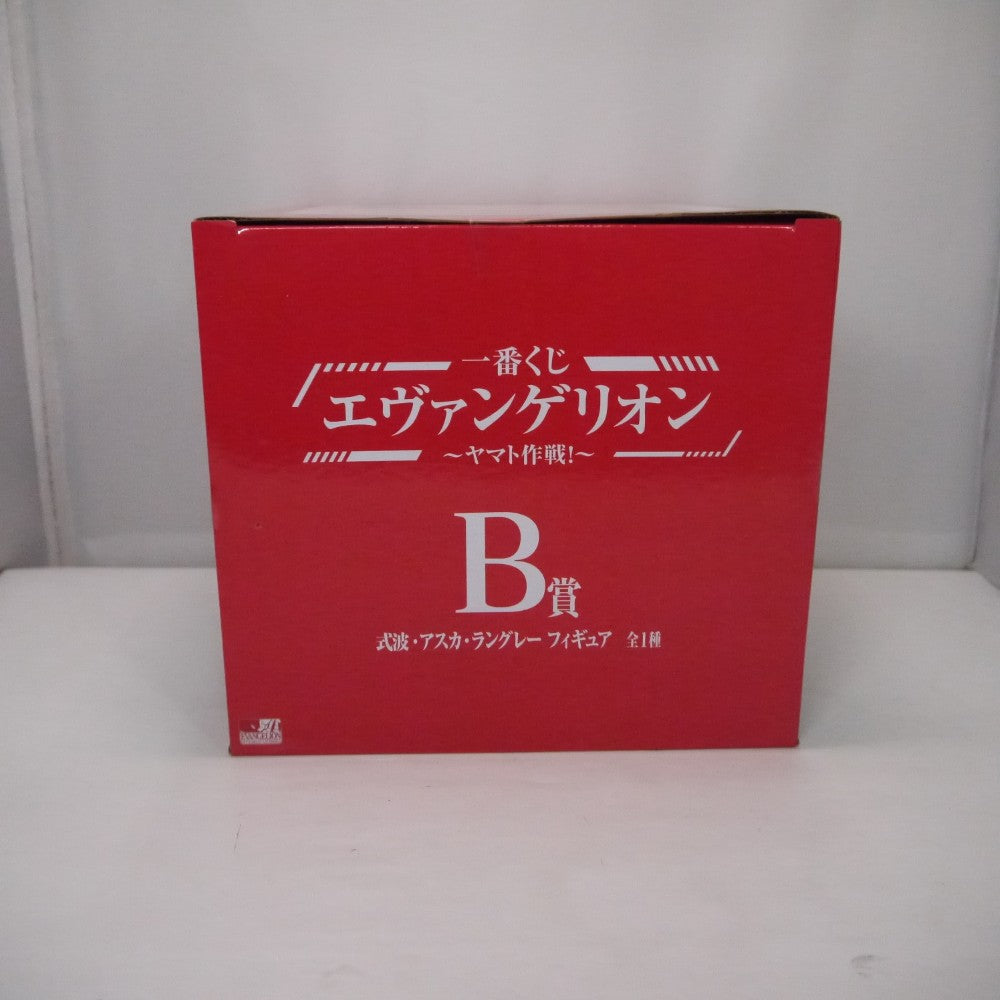 一番くじ
エヴァンゲリオン
～ヤマト作戦!～
B賞
式波・アスカ・ラングレー フィギュア 全1種
EVANGELION